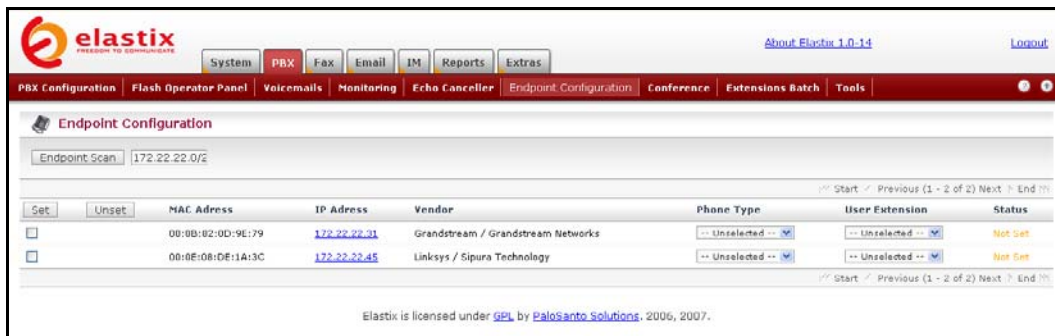 elastix
FREEDOM TO COMMUNICATE
About Elastix 1.0-14
Logout
System PBX Fax Email IM Reports Extras
PBX Configuration Flash Operator Panel Voicemails Monitoring Echo Canceller Endpoint Configuration Conference Extensions Batch Tools
Endpoint Configuration
Endpoint Scan 172.22.22.0/2
Start Previous (1 - 2 of 2) Next End
Set Unset MAC Adress IP Adress Vendor Phone Type User Extension Status
00:0B:82:0D:9E:79 172.22.22.31 Grandstream / Grandstream Networks -- Unselected -- -- Unselected -- Not Set
00:0E:08:DE:1A:3C 172.22.22.45 Linksys / Sipura Technology -- Unselected -- -- Unselected -- Not Set
Start Previous (1 - 2 of 2) Next End
Elastix is licensed under GPL by PaloSanto Solutions. 2006, 2007.